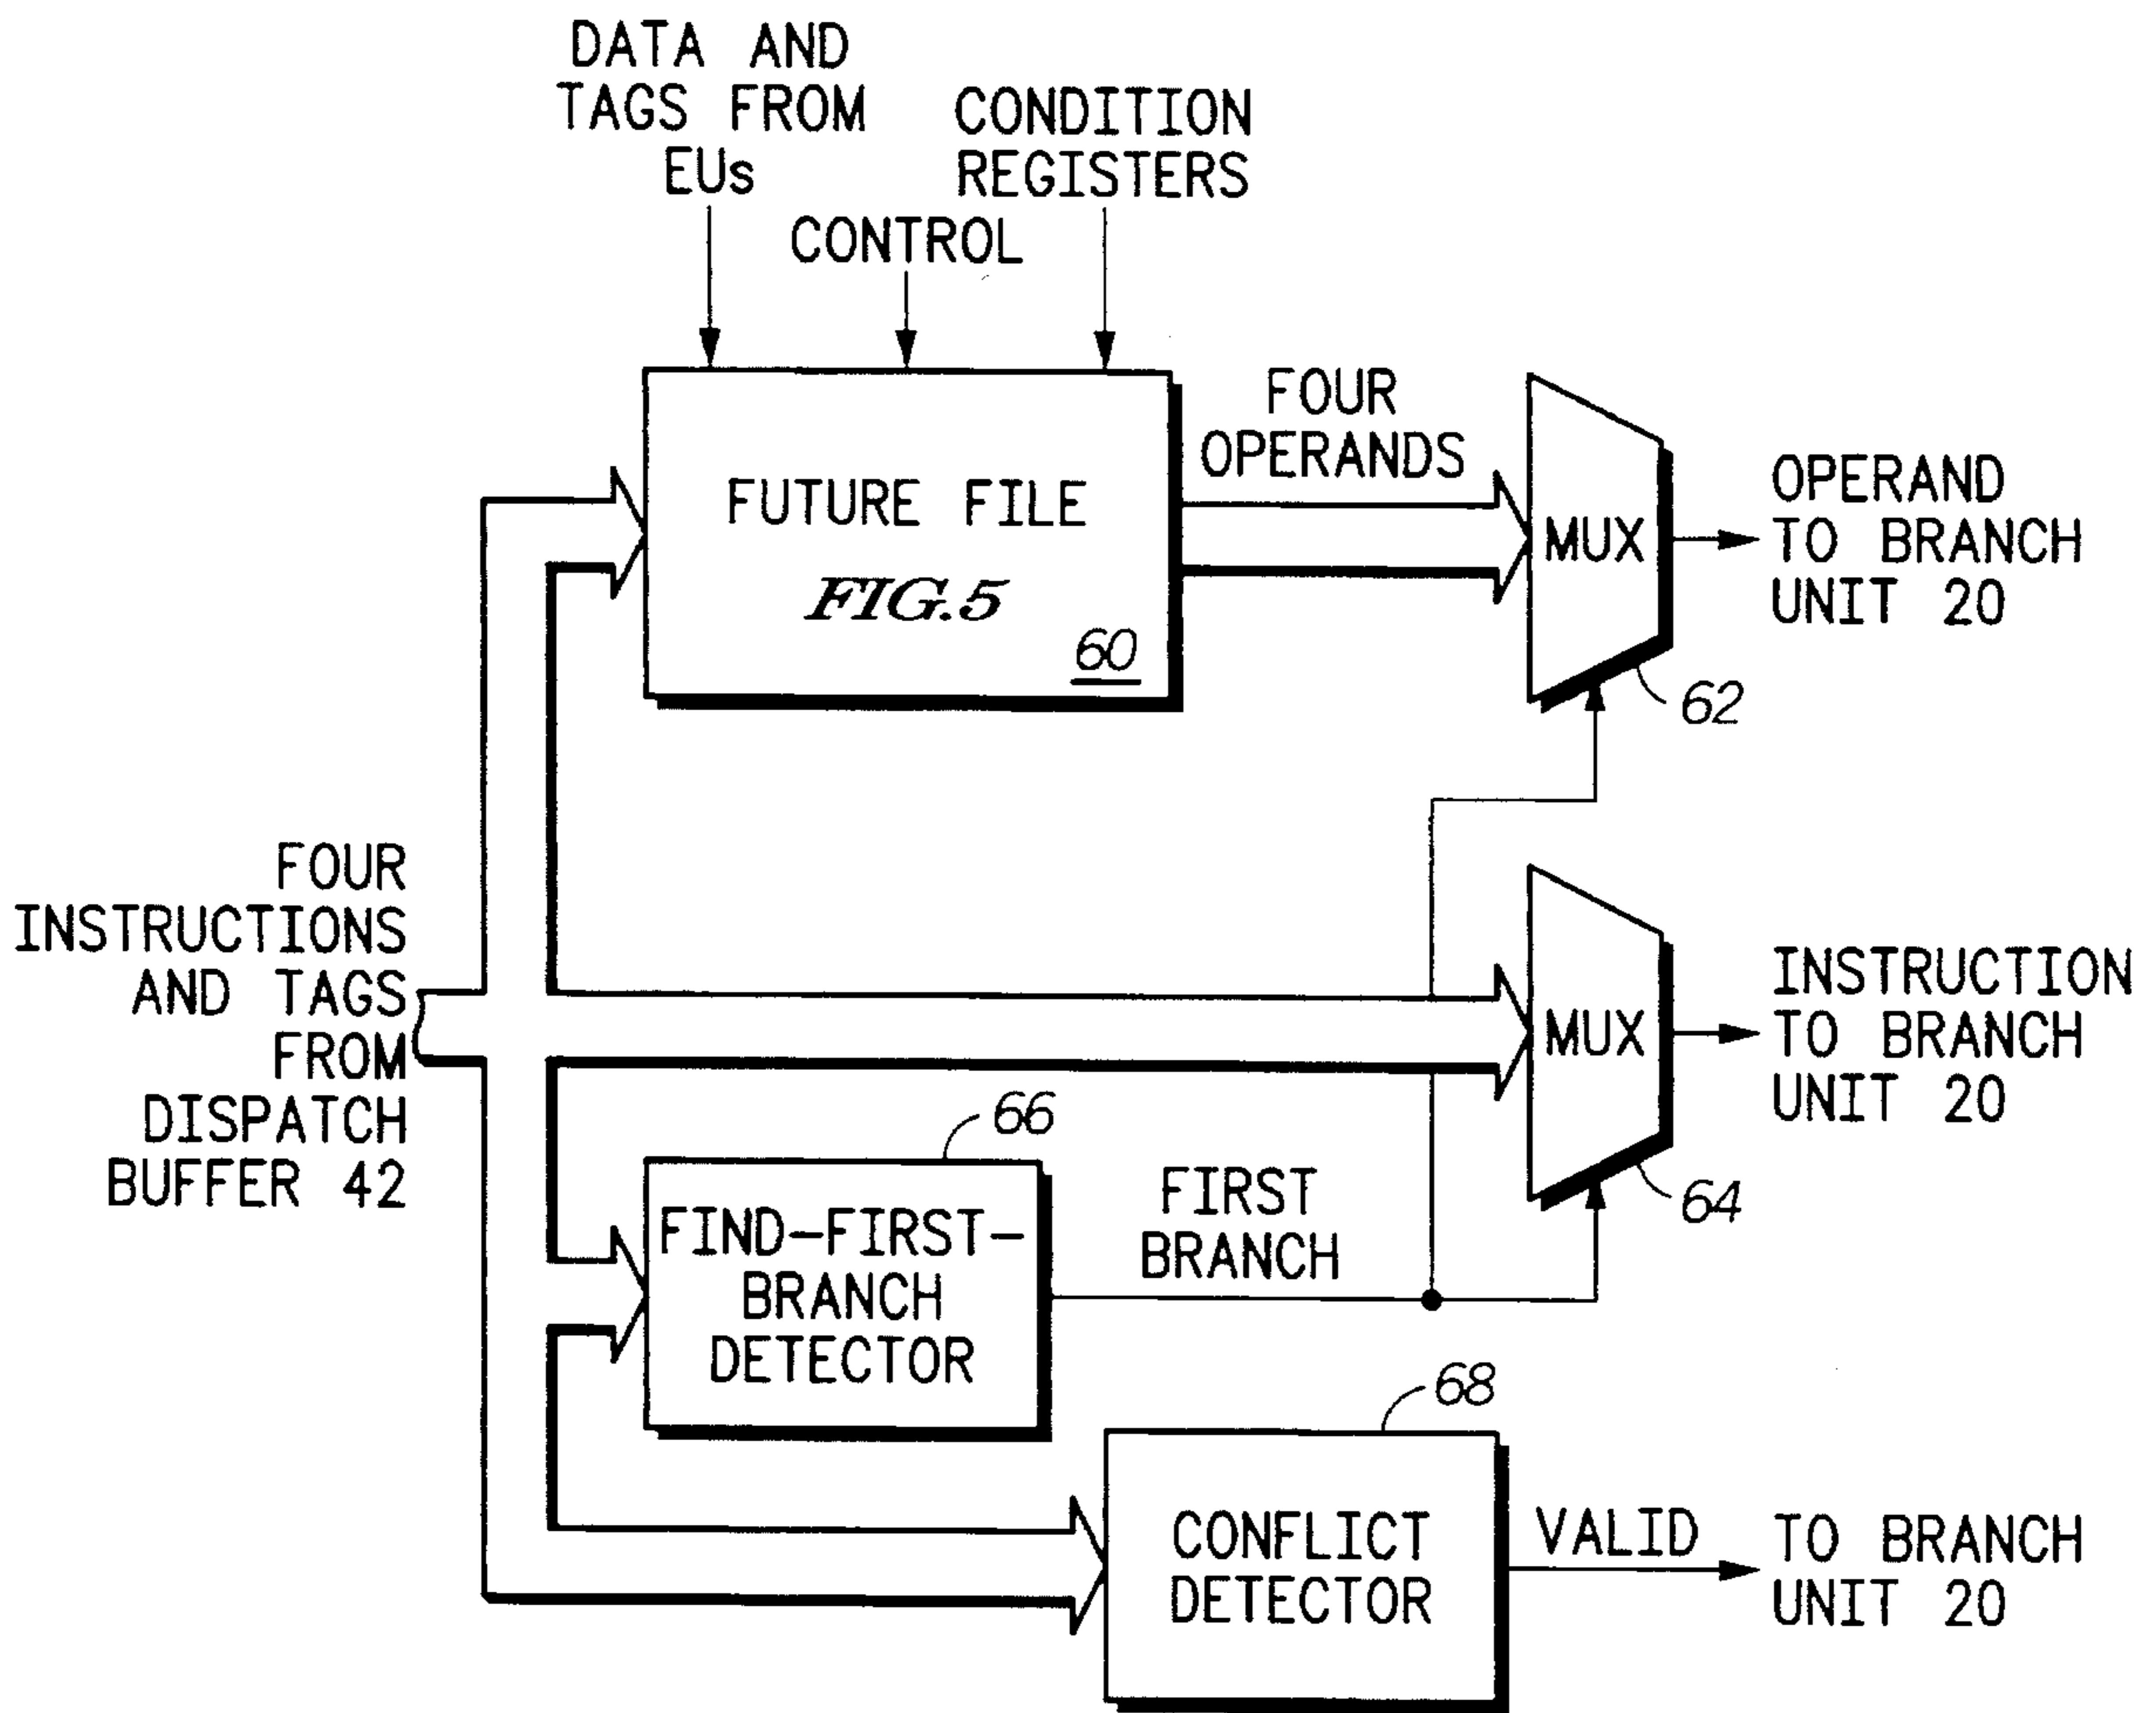 DATA AND
TAGS FROM
EUs
CONTROL
CONDITION
REGISTERS
FUTURE FILE
FIG.5
60
FOUR
OPERANDS
MUX
62
OPERAND
TO BRANCH
UNIT 20
FOUR
INSTRUCTIONS
AND TAGS
FROM
DISPATCH
BUFFER 42
MUX
64
INSTRUCTION
TO BRANCH
UNIT 20
66
FIND-FIRST-
BRANCH
DETECTOR
FIRST
BRANCH
68
CONFLICT
DETECTOR
VALID
TO BRANCH
UNIT 20